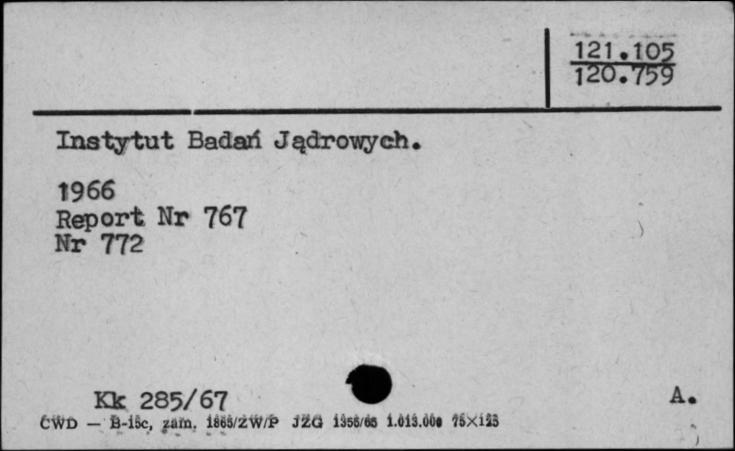 121.105
120.759
Instytut Badań Jądrowych.
1966
Report Nr 767
Nr 772
Kk 285/67
A.
CWD — B-15c, zam. 1865/ZW/P JZG 1356/65 1.013.000 75×125